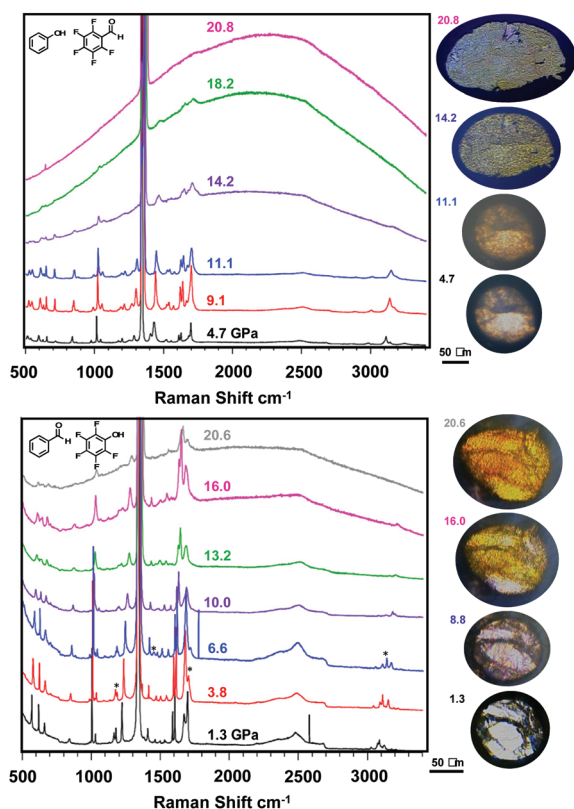 OH
O
H
F
F
F
F
F
20.8
18.2
14.2
11.1
9.1
4.7 GPa
500 1000 1500 2000 2500 3000
Raman Shift cm-1
20.8
14.2
11.1
4.7
50 □m
O
H
F
OH
F
F
F
F
20.6
16.0
13.2
10.0
6.6
3.8
1.3 GPa
* * * *
500 1000 1500 2000 2500 3000
Raman Shift cm-1
20.6
16.0
8.8
1.3
50 □m